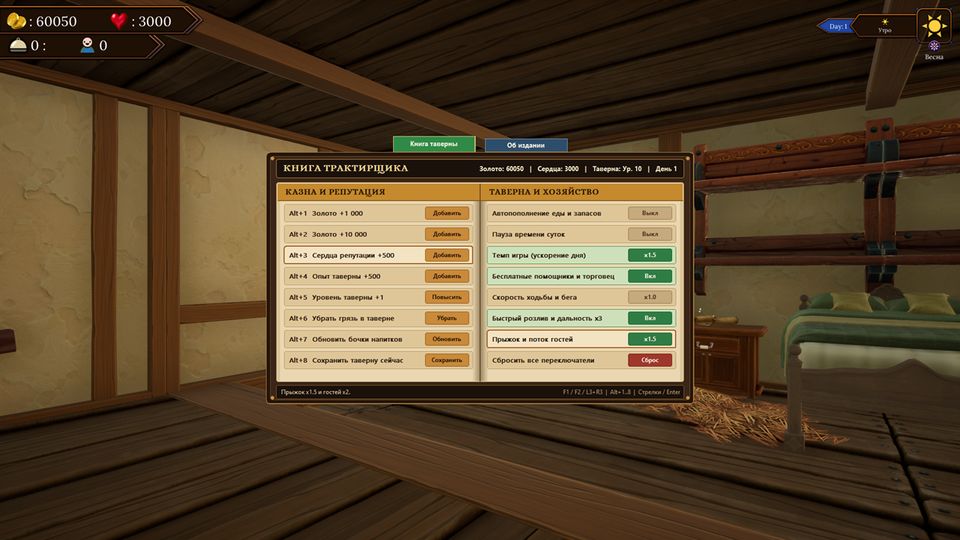 : 60050 : 3000
0 : 0
Day: 1
Утро
Весна
Книга таверны
Об издании
КНИГА ТРАКТИРЩИКА
Золото: 60050 | Сердца: 3000 | Таверна: Ур. 10 | День 1
КАЗНА И РЕПУТАЦИЯ
Alt+1 Золото +1 000 Добавить
Alt+2 Золото +10 000 Добавить
Alt+3 Сердца репутации +500 Добавить
Alt+4 Опыт таверны +500 Добавить
Alt+5 Уровень таверны +1 Повысить
Alt+6 Убрать грязь в таверне Убрать
Alt+7 Обновить бочки напитков Обновить
Alt+8 Сохранить таверну сейчас Сохранить
ТАВЕРНА И ХОЗЯЙСТВО
Автопополнение еды и запасов Выкл
Пауза времени суток Выкл
Темп игры (ускорение дня) x1.5
Бесплатные помощники и торговец Вкл
Скорость ходьбы и бега x1.0
Быстрый розлив и дальность x3 Вкл
Прыжок и поток гостей x1.5
Сбросить все переключатели Сброс
Прыжок x1.5 и гостей x2.
F1 / F2 / L3+R3 | Alt+1..8 | Стрелки / Enter